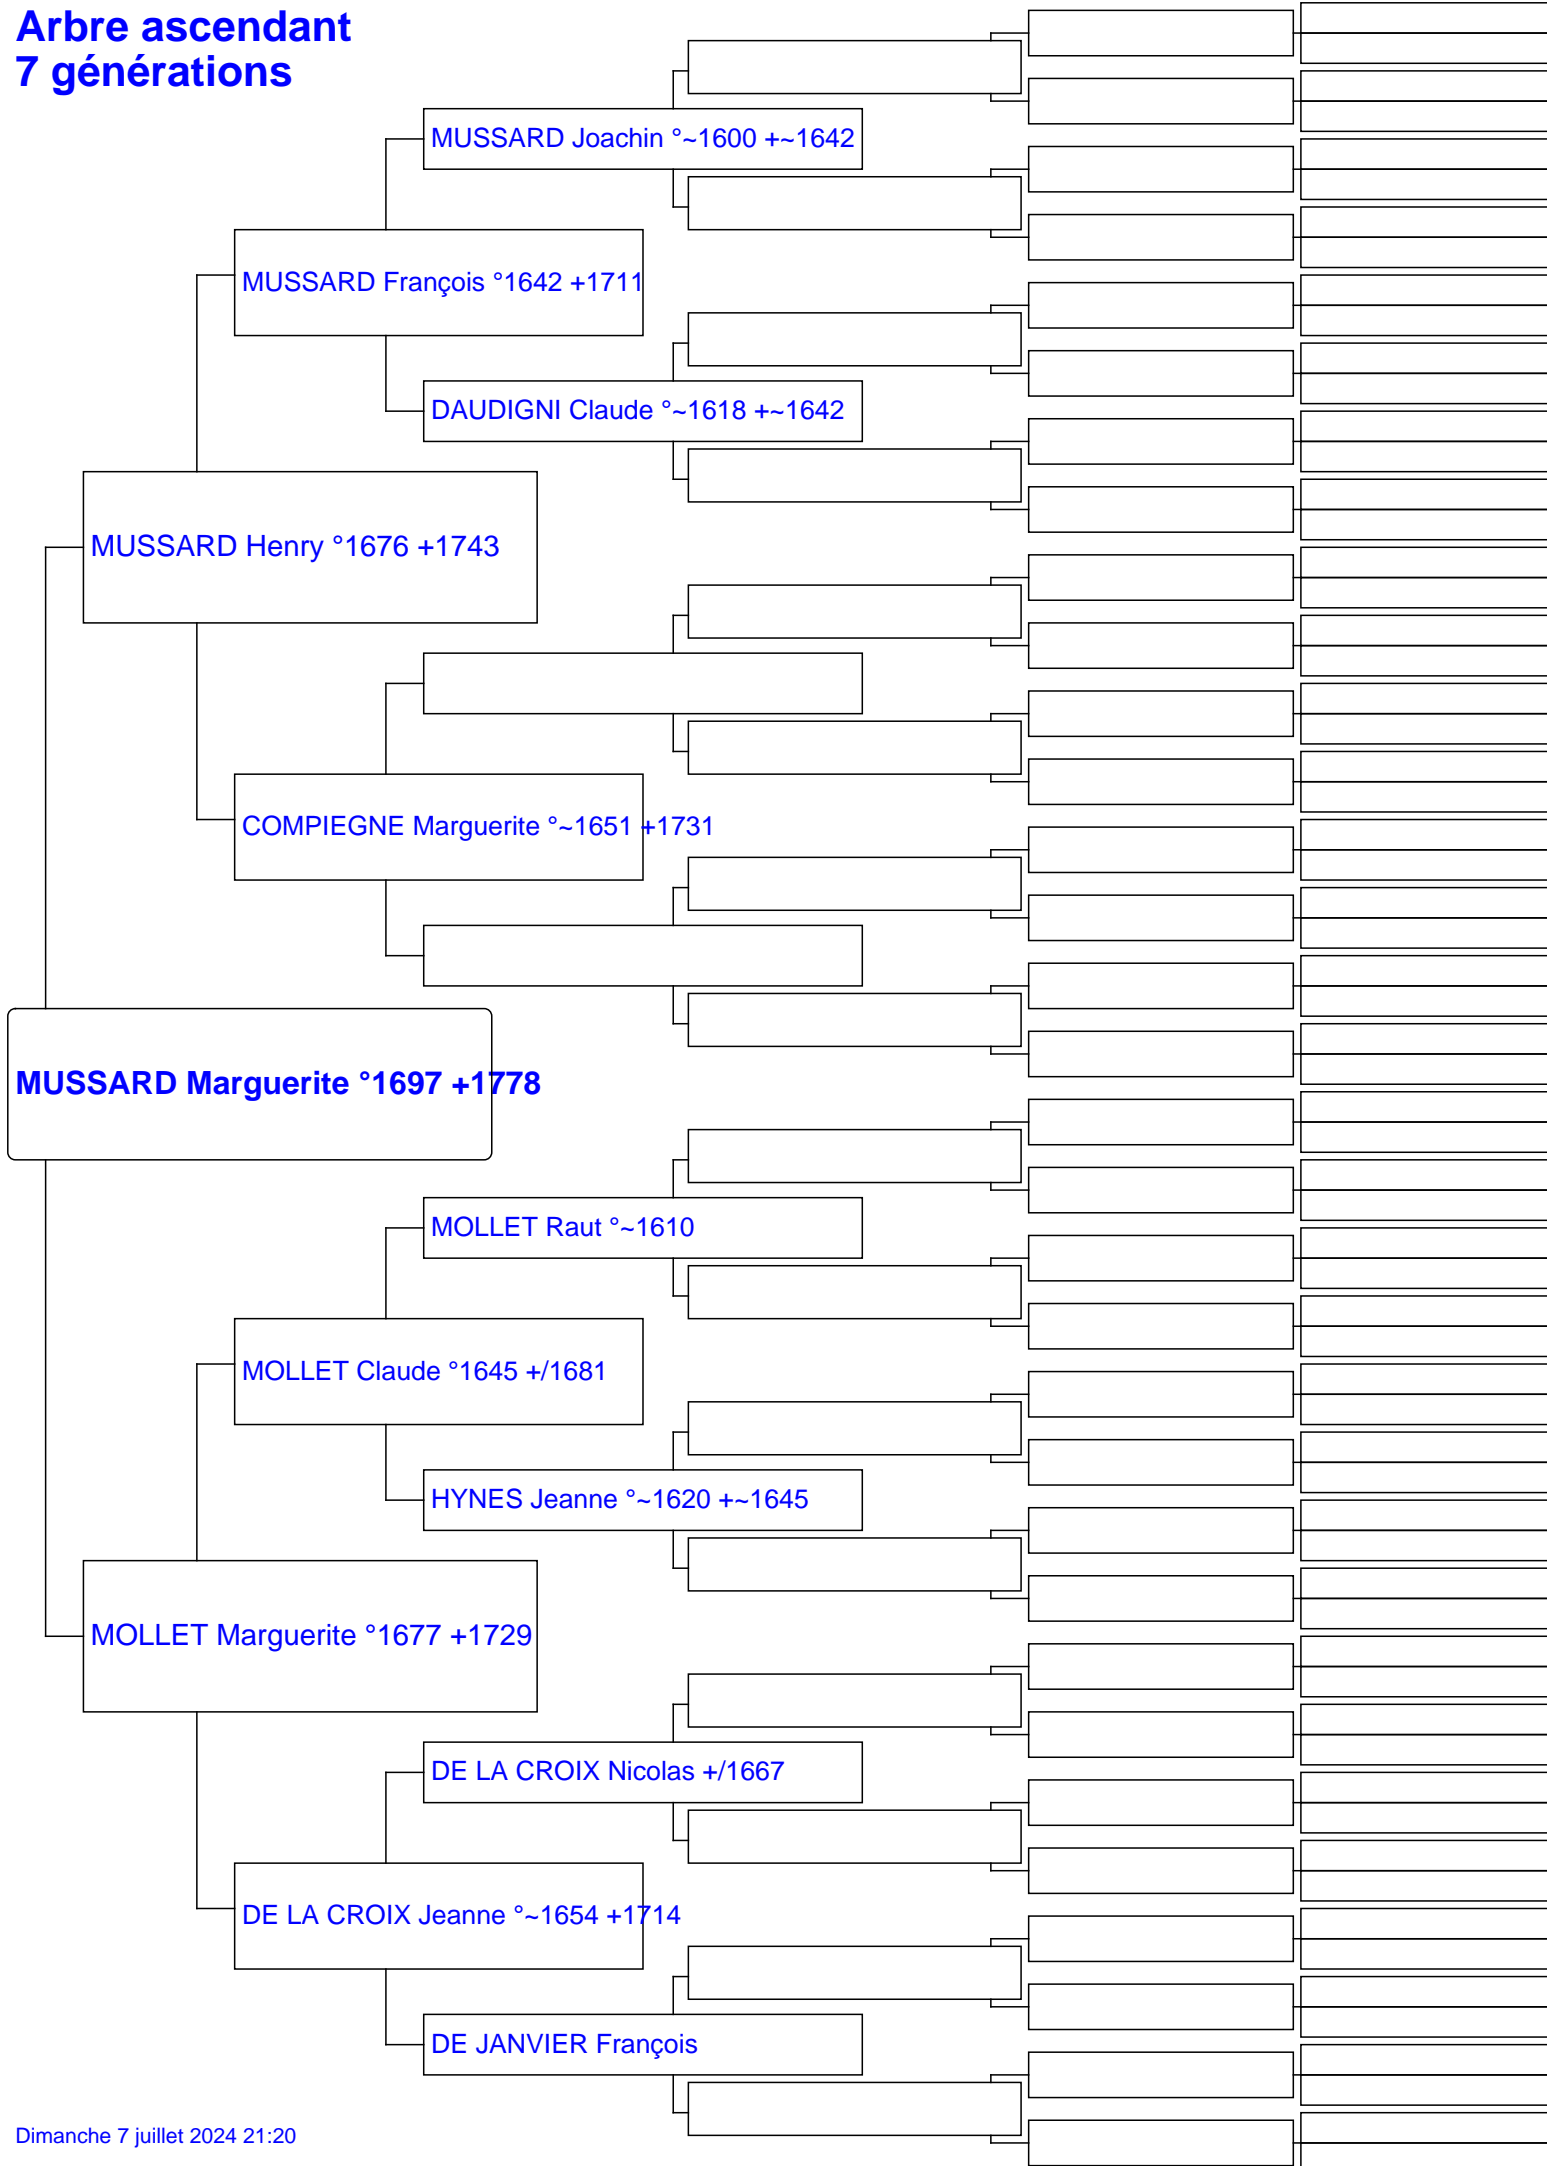 Arbre ascendant
7 générations
MUSSARD Joachin °~1600 +~1642
MUSSARD François °1642 +1711
DAUDIGNI Claude °~1618 +~1642
MUSSARD Henry °1676 +1743
COMPIEGNE Marguerite °~1651 +1731
MUSSARD Marguerite °1697 +1778
MOLLET Raut °~1610
MOLLET Claude °1645 +/1681
HYNES Jeanne °~1620 +~1645
MOLLET Marguerite °1677 +1729
DE LA CROIX Nicolas +/1667
DE LA CROIX Jeanne °~1654 +1714
DE JANVIER François
Dimanche 7 juillet 2024 21:20